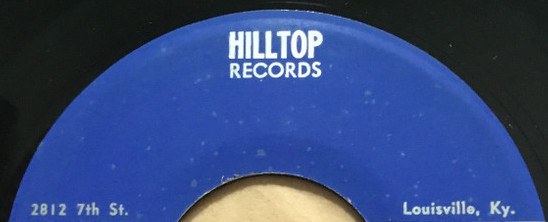 HILLTOP
RECORDS
2812 7th St.
Louisville, Ky.